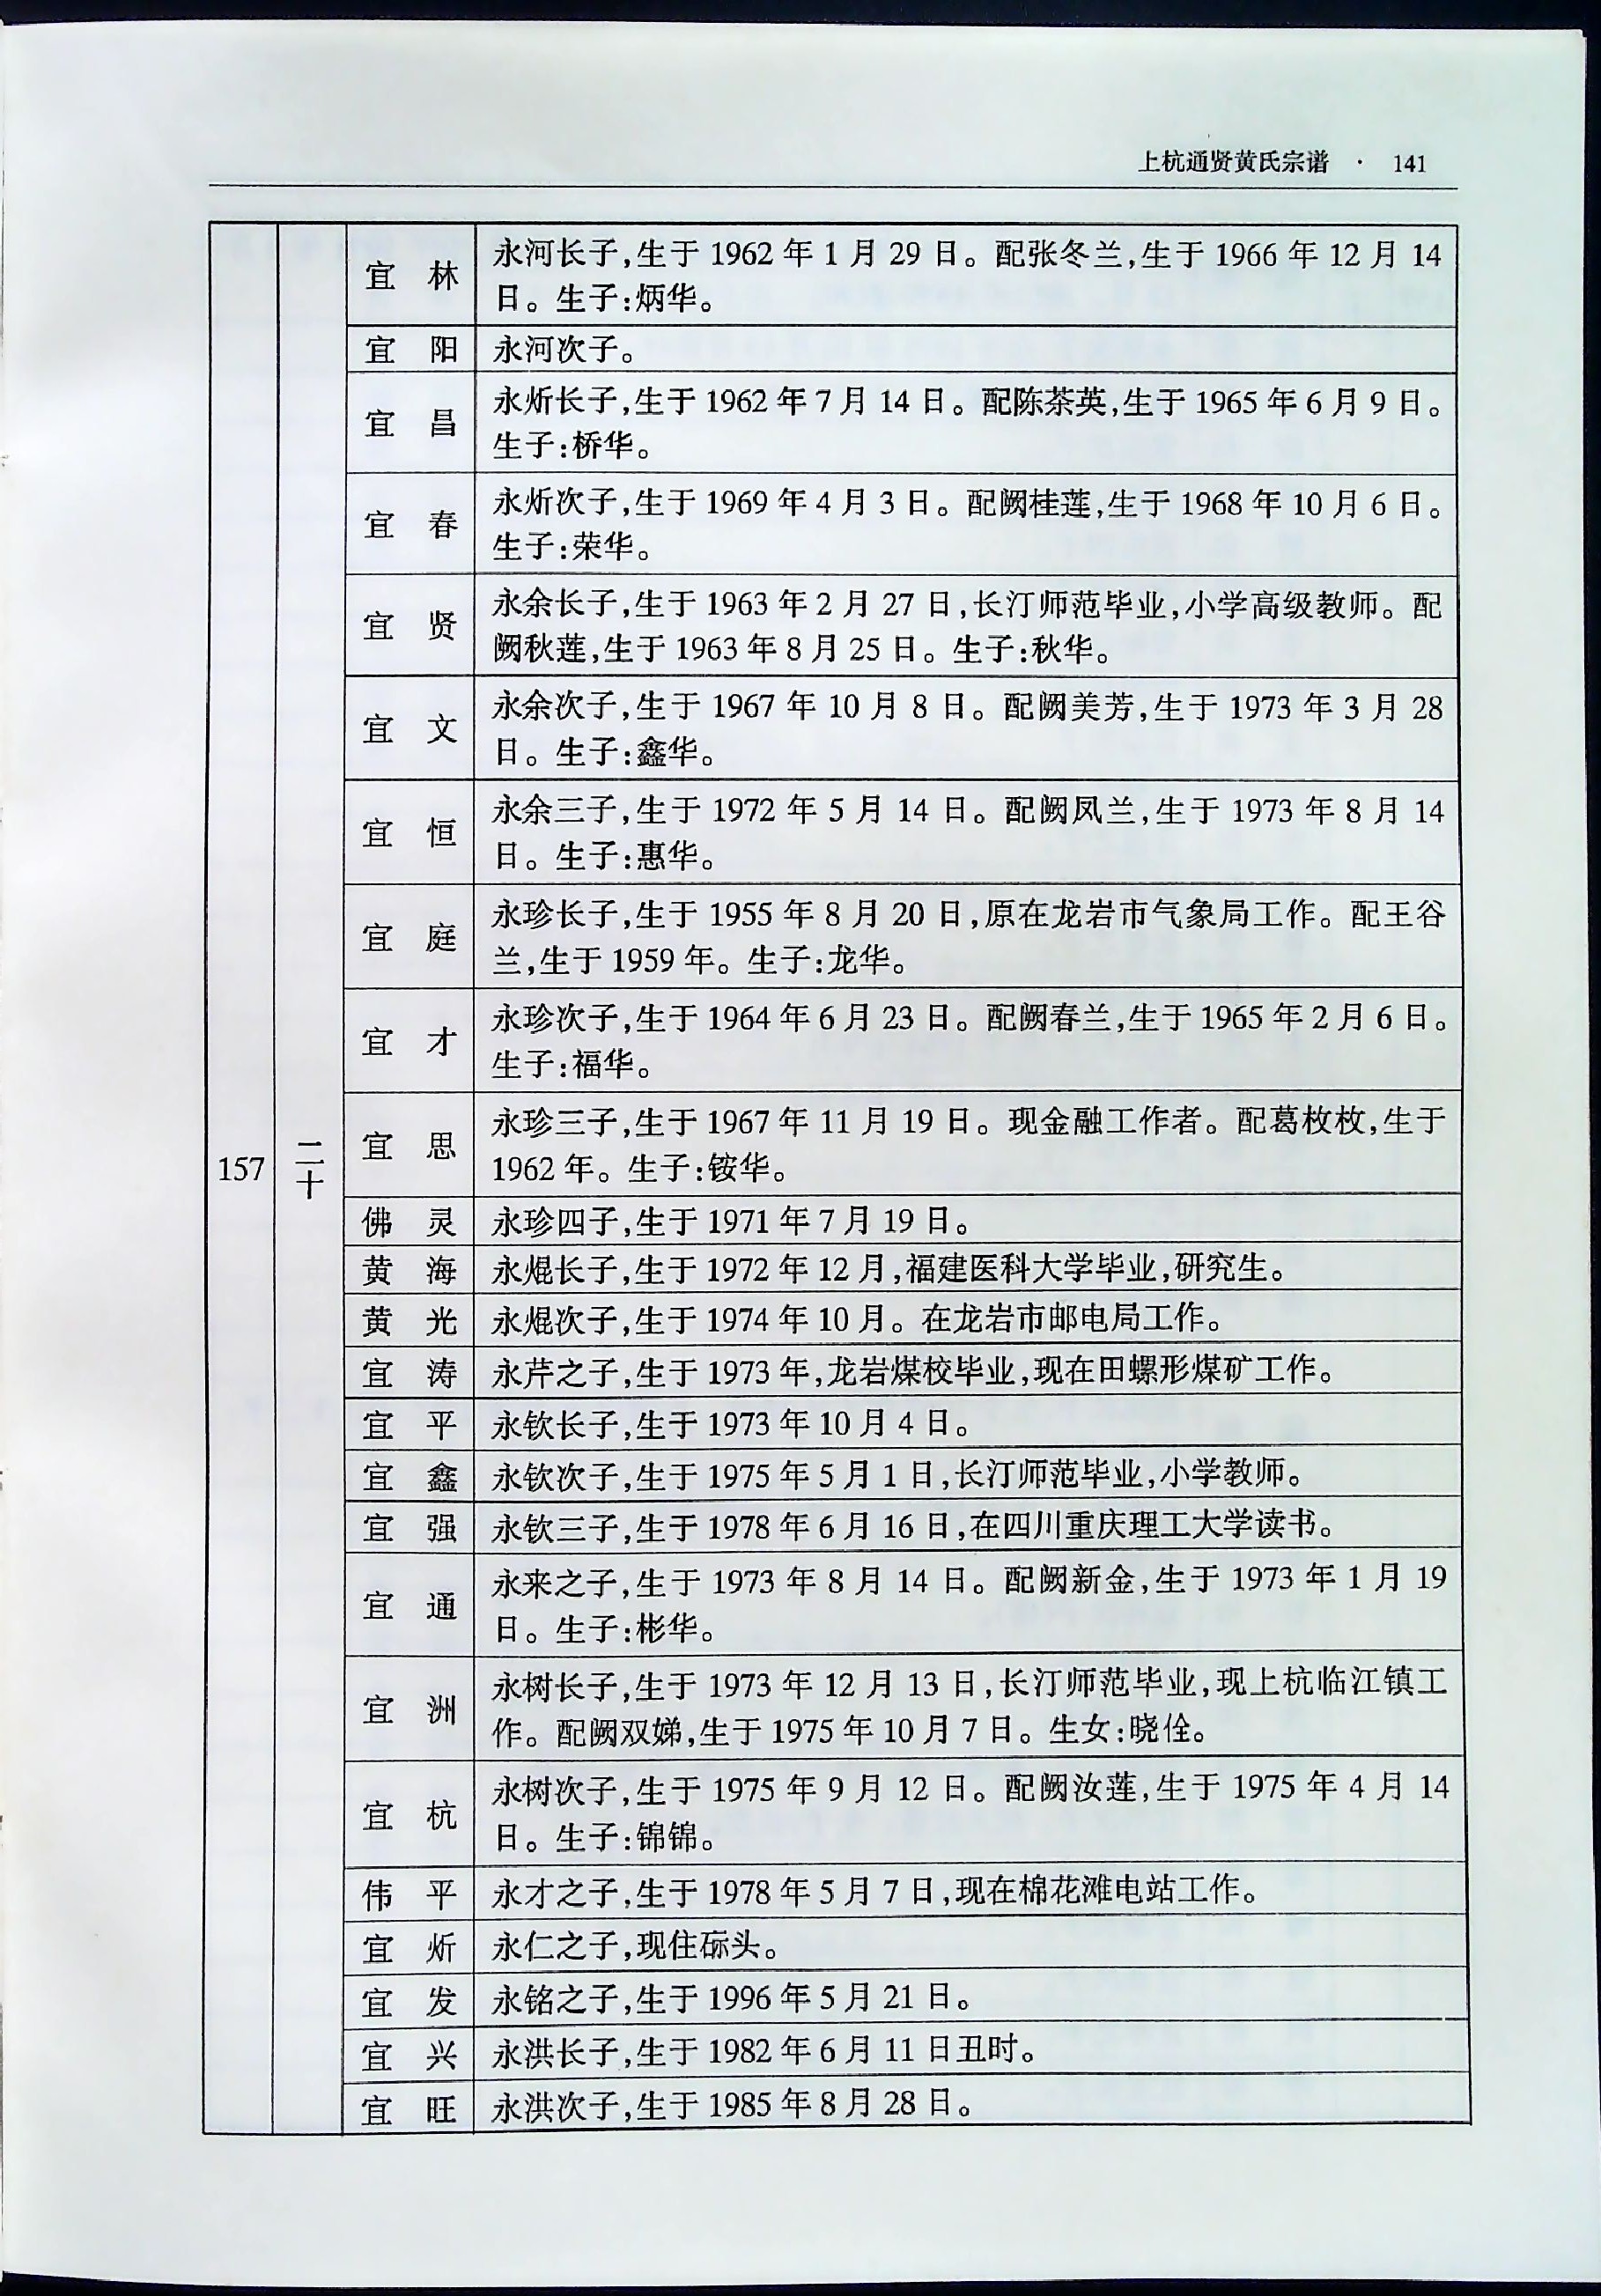 上杭通贤黄氏宗谱 · 141
157
二十
宜 林
永河长子,生于 1962 年 1 月 29 日。配张冬兰,生于 1966 年 12 月 14
日。生子:炳华。
宜 阳
永河次子。
宜 昌
永炘长子,生于 1962 年 7 月 14 日。配陈茶英,生于 1965 年 6 月 9 日。
生子:桥华。
宜 春
永炘次子,生于 1969 年 4 月 3 日。配阙桂莲,生于 1968 年 10 月 6 日。
生子:荣华。
宜 贤
永余长子,生于 1963 年 2 月 27 日,长汀师范毕业,小学高级教师。配
阙秋莲,生于 1963 年 8 月 25 日。生子:秋华。
宜 文
永余次子,生于 1967 年 10 月 8 日。配阙美芳,生于 1973 年 3 月 28
日。生子:鑫华。
宜 恒
永余三子,生于 1972 年 5 月 14 日。配阙凤兰,生于 1973 年 8 月 14
日。生子:惠华。
宜 庭
永珍长子,生于 1955 年 8 月 20 日,原在龙岩市气象局工作。配王谷
兰,生于 1959 年。生子:龙华。
宜 才
永珍次子,生于 1964 年 6 月 23 日。配阙春兰,生于 1965 年 2 月 6 日。
生子:福华。
宜 思
永珍三子,生于 1967 年 11 月 19 日。现金融工作者。配葛枚枚,生于
1962 年。生子:铵华。
佛 灵
永珍四子,生于 1971 年 7 月 19 日。
黄 海
永焜长子,生于 1972 年 12 月,福建医科大学毕业,研究生。
黄 光
永焜次子,生于 1974 年 10 月。在龙岩市邮电局工作。
宜 涛
永芹之子,生于 1973 年,龙岩煤校毕业,现在田螺形煤矿工作。
宜 平
永钦长子,生于 1973 年 10 月 4 日。
宜 鑫
永钦次子,生于 1975 年 5 月 1 日,长汀师范毕业,小学教师。
宜 强
永钦三子,生于 1978 年 6 月 16 日,在四川重庆理工大学读书。
宜 通
永来之子,生于 1973 年 8 月 14 日。配阙新金,生于 1973 年 1 月 19
日。生子:彬华。
宜 洲
永树长子,生于 1973 年 12 月 13 日,长汀师范毕业,现上杭临江镇工
作。配阙双娣,生于 1975 年 10 月 7 日。生女:晓佺。
宜 杭
永树次子,生于 1975 年 9 月 12 日。配阙汝莲,生于 1975 年 4 月 14
日。生子:锦锦。
伟 平
永才之子,生于 1978 年 5 月 7 日,现在棉花滩电站工作。
宜 炘
永仁之子,现住砾头。
宜 发
永铭之子,生于 1996 年 5 月 21 日。
宜 兴
永洪长子,生于 1982 年 6 月 11 日丑时。
宜 旺
永洪次子,生于 1985 年 8 月 28 日。